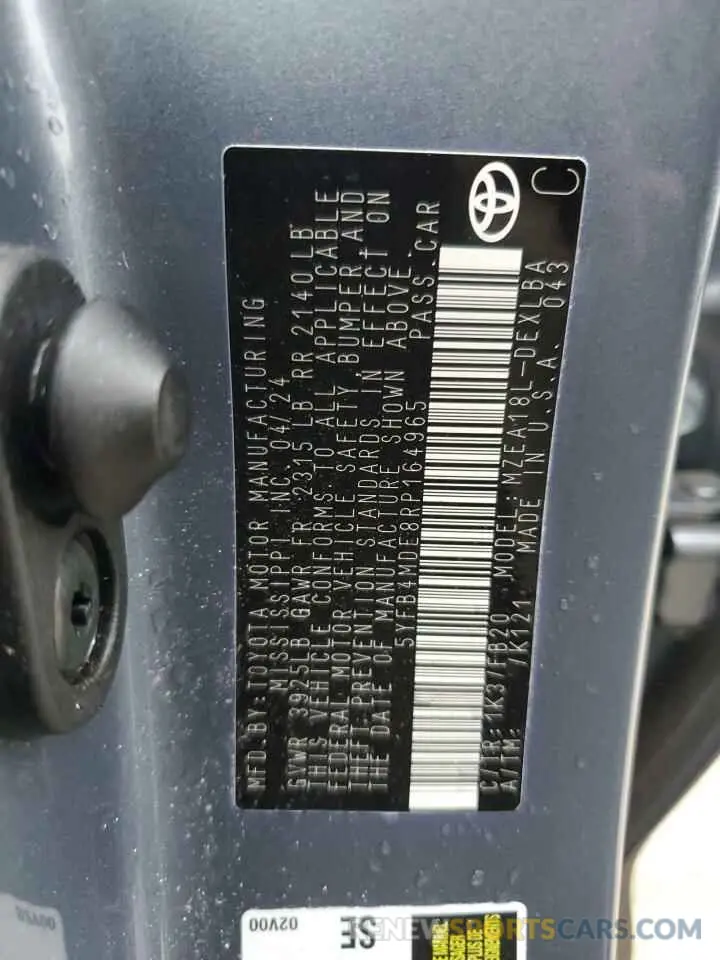 MFD.BY: TOYOTA MOTOR MANUFACTURING
MISSISSIPPI, INC. 04/24
GVWR 3925LB GAWR FR 2315 LB RR 2140 LB
THIS VEHICLE CONFORMS TO ALL APPLICABLE
FEDERAL MOTOR VEHICLE SAFETY, BUMPER AND
THEFT PREVENTION STANDARDS IN EFFECT ON
THE DATE OF MANUFACTURE SHOWN ABOVE.
5YFB4MDE8RP164965 PASS.CAR
C/TR: 1K37/FB20 MODEL: MZEA18L-DEXLBA
A/TM: /K121 MADE IN U.S.A. 043
C
02V00
SE
RENEWSPORTSCARS.COM